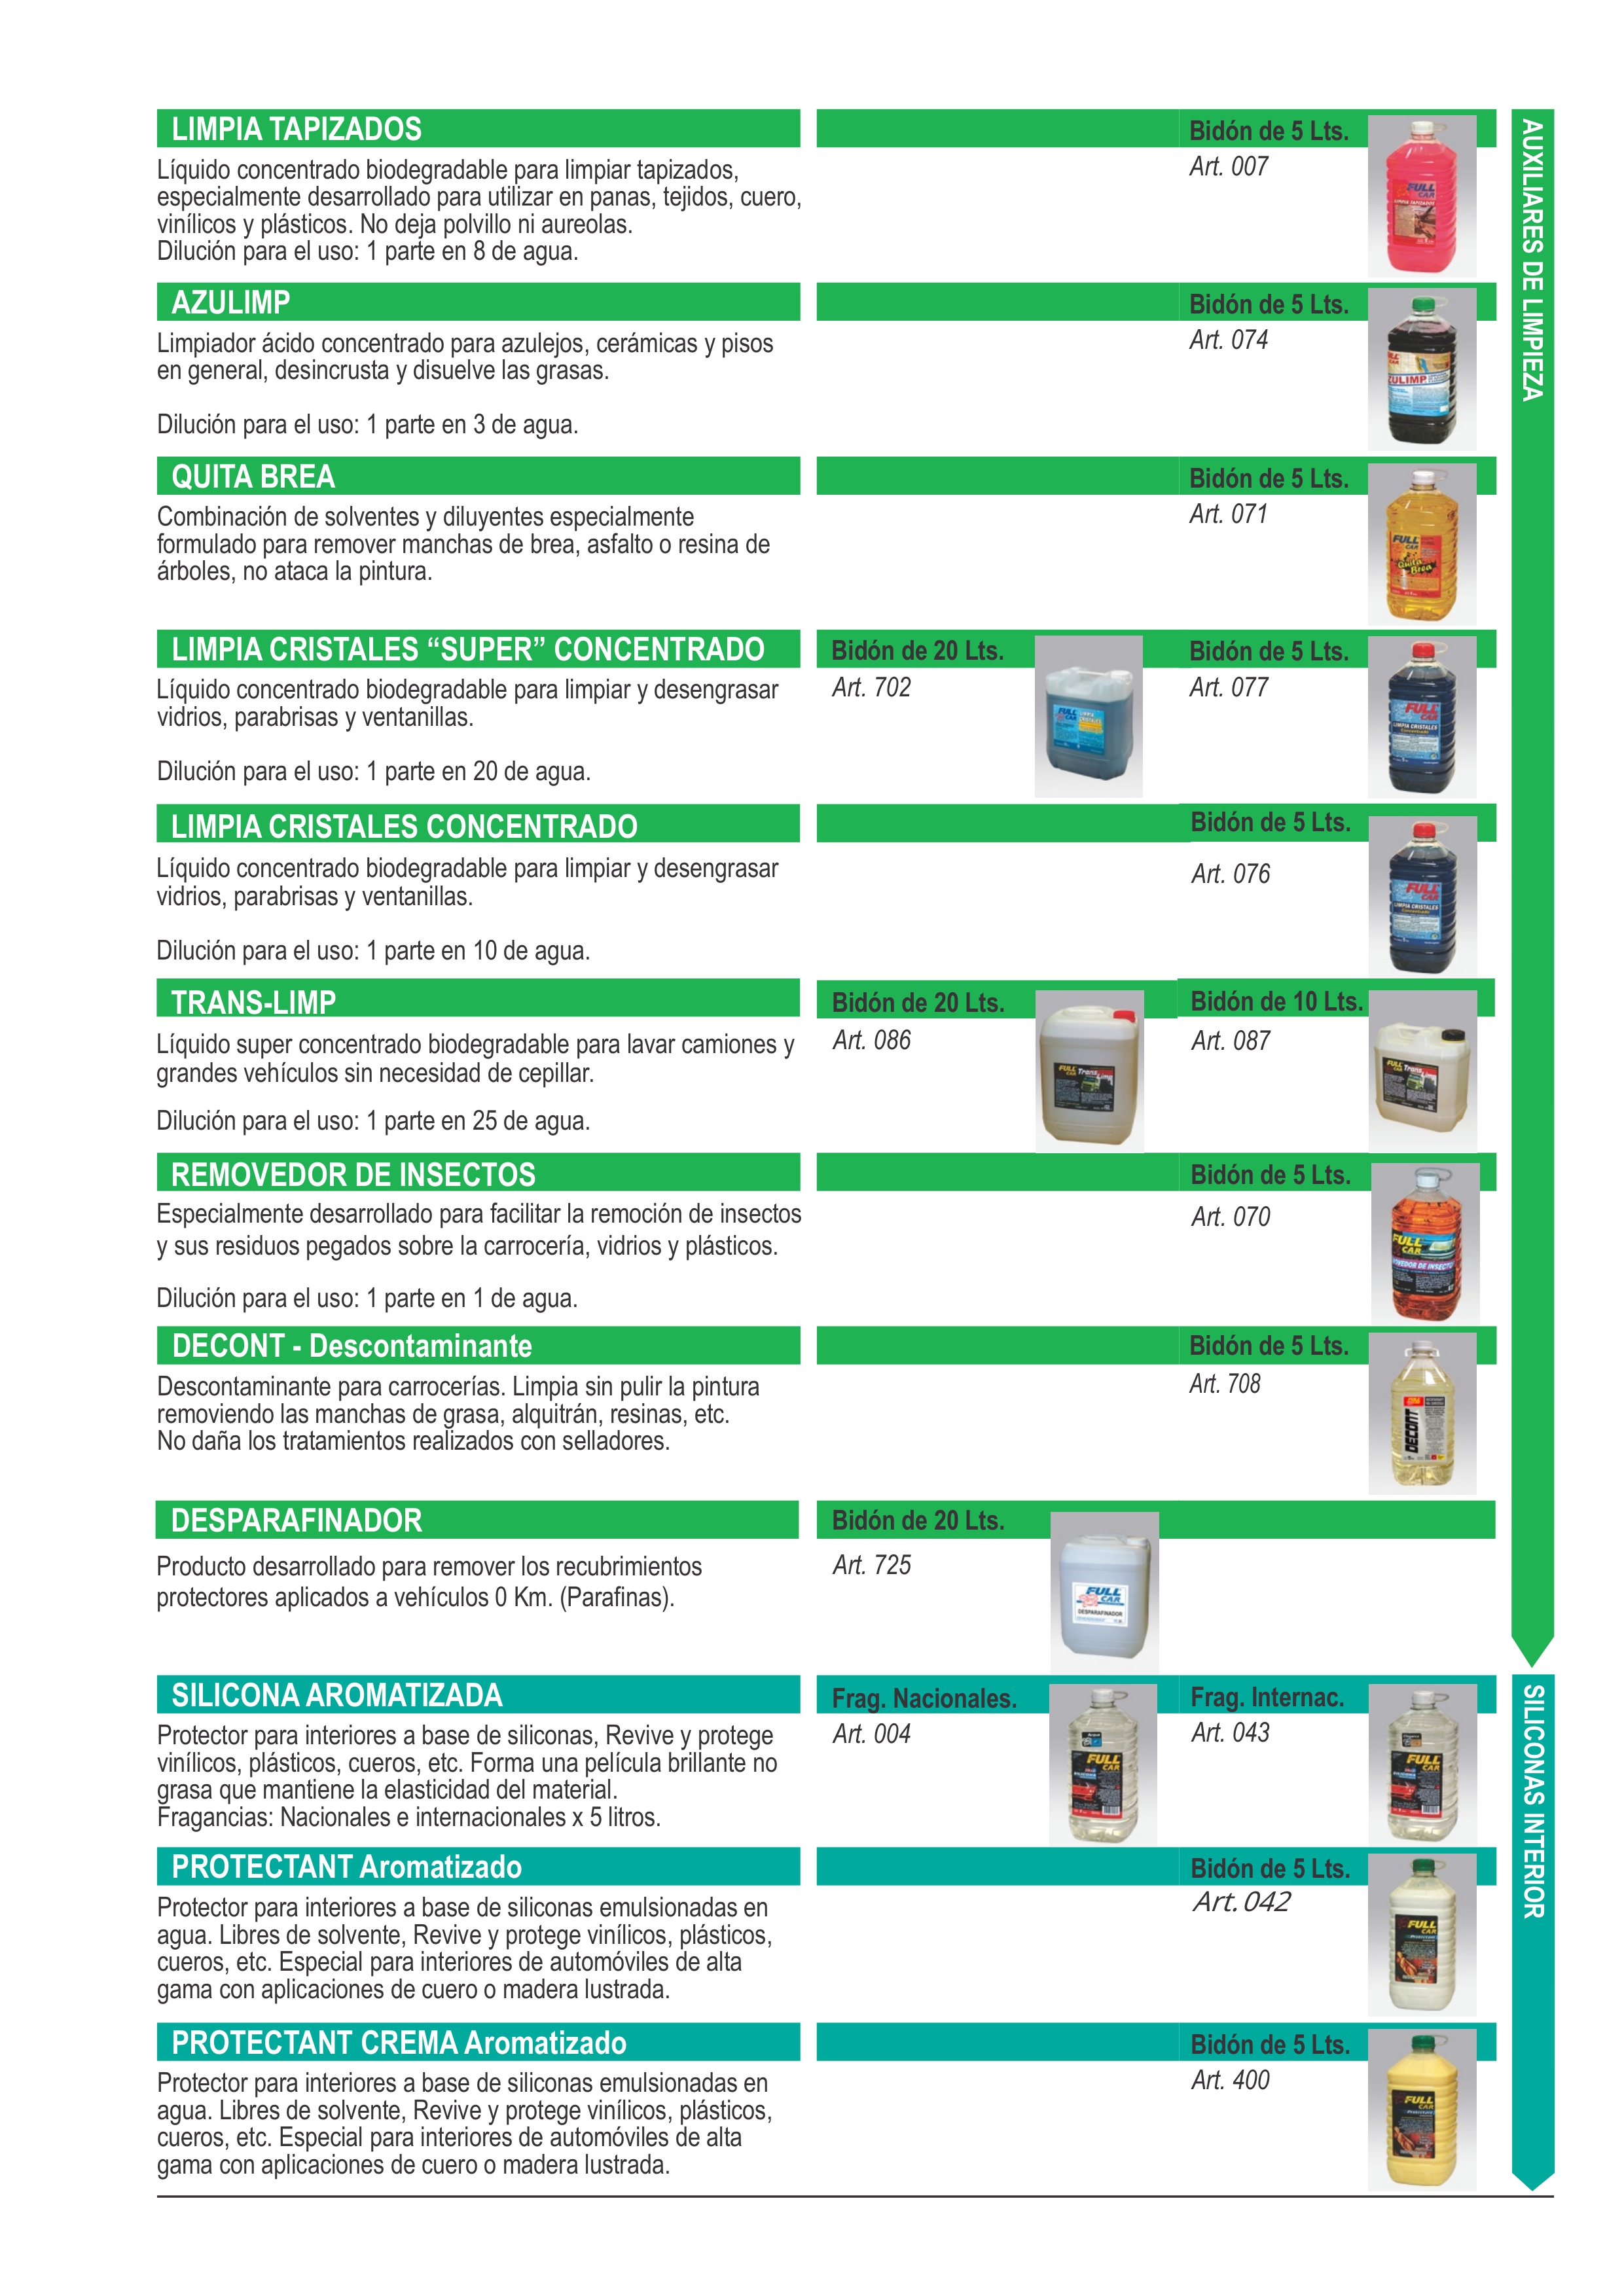 LIMPIA TAPIZADOS
Bidón de 5 Lts.
Art. 007
Líquido concentrado biodegradable para limpiar tapizados,
especialmente desarrollado para utilizar en panas, tejidos, cuero,
vinílicos y plásticos. No deja polvillo ni aureolas.
Dilución para el uso: 1 parte en 8 de agua.
AZULIMP
Bidón de 5 Lts.
Art. 074
Limpiador ácido concentrado para azulejos, cerámicas y pisos
en general, desincrusta y disuelve las grasas.
Dilución para el uso: 1 parte en 3 de agua.
QUITA BREA
Bidón de 5 Lts.
Art. 071
Combinación de solventes y diluyentes especialmente
formulado para remover manchas de brea, asfalto o resina de
árboles, no ataca la pintura.
LIMPIA CRISTALES “SUPER” CONCENTRADO
Bidón de 20 Lts.
Art. 702
Bidón de 5 Lts.
Art. 077
Líquido concentrado biodegradable para limpiar y desengrasar
vidrios, parabrisas y ventanillas.
Dilución para el uso: 1 parte en 20 de agua.
LIMPIA CRISTALES CONCENTRADO
Bidón de 5 Lts.
Art. 076
Líquido concentrado biodegradable para limpiar y desengrasar
vidrios, parabrisas y ventanillas.
Dilución para el uso: 1 parte en 10 de agua.
TRANS-LIMP
Bidón de 20 Lts.
Art. 086
Bidón de 10 Lts.
Art. 087
Líquido super concentrado biodegradable para lavar camiones y
grandes vehículos sin necesidad de cepillar.
Dilución para el uso: 1 parte en 25 de agua.
REMOVEDOR DE INSECTOS
Bidón de 5 Lts.
Art. 070
Especialmente desarrollado para facilitar la remoción de insectos
y sus residuos pegados sobre la carrocería, vidrios y plásticos.
Dilución para el uso: 1 parte en 1 de agua.
DECONT - Descontaminante
Bidón de 5 Lts.
Art. 708
Descontaminante para carrocerías. Limpia sin pulir la pintura
removiendo las manchas de grasa, alquitrán, resinas, etc.
No daña los tratamientos realizados con selladores.
DESPARAFINADOR
Bidón de 20 Lts.
Art. 725
Producto desarrollado para remover los recubrimientos
protectores aplicados a vehículos 0 Km. (Parafinas).
AUXILIARES DE LIMPIEZA
SILICONA AROMATIZADA
Frag. Nacionales.
Art. 004
Frag. Internac.
Art. 043
Protector para interiores a base de siliconas, Revive y protege
vinílicos, plásticos, cueros, etc. Forma una película brillante no
grasa que mantiene la elasticidad del material.
Fragancias: Nacionales e internacionales x 5 litros.
PROTECTANT Aromatizado
Bidón de 5 Lts.
Art. 042
Protector para interiores a base de siliconas emulsionadas en
agua. Libres de solvente, Revive y protege vinílicos, plásticos,
cueros, etc. Especial para interiores de automóviles de alta
gama con aplicaciones de cuero o madera lustrada.
PROTECTANT CREMA Aromatizado
Bidón de 5 Lts.
Art. 400
Protector para interiores a base de siliconas emulsionadas en
agua. Libres de solvente, Revive y protege vinílicos, plásticos,
cueros, etc. Especial para interiores de automóviles de alta
gama con aplicaciones de cuero o madera lustrada.
SILICONAS INTERIOR